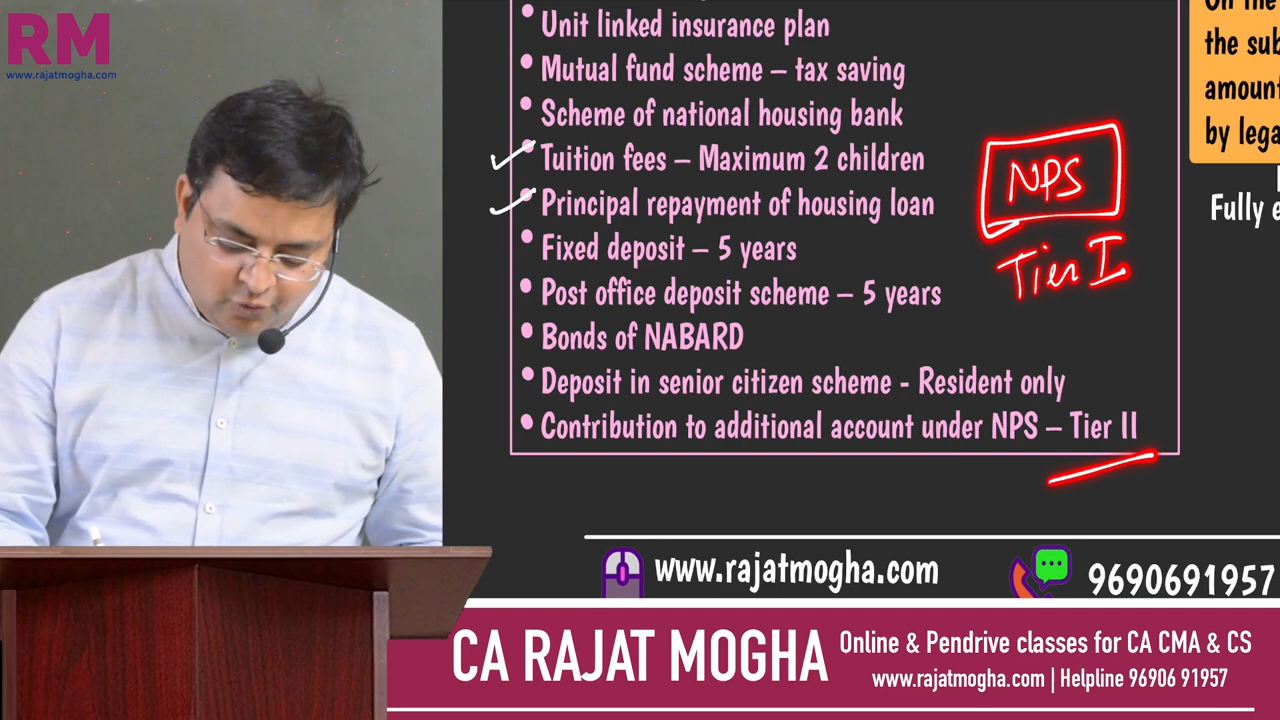 RM
www.rajatmogha.com
Unit linked insurance plan
Mutual fund scheme – tax saving
Scheme of national housing bank
Tuition fees – Maximum 2 children
Principal repayment of housing loan
Fixed deposit – 5 years
Post office deposit scheme – 5 years
Bonds of NABARD
Deposit in senior citizen scheme - Resident only
Contribution to additional account under NPS – Tier II
NPS
Tier I
On the
the sub
amount
by lega
Fully e
www.rajatmogha.com
9690691957
CA RAJAT MOGHA
Online & Pendrive classes for CA CMA & CS
www.rajatmogha.com | Helpline 96906 91957